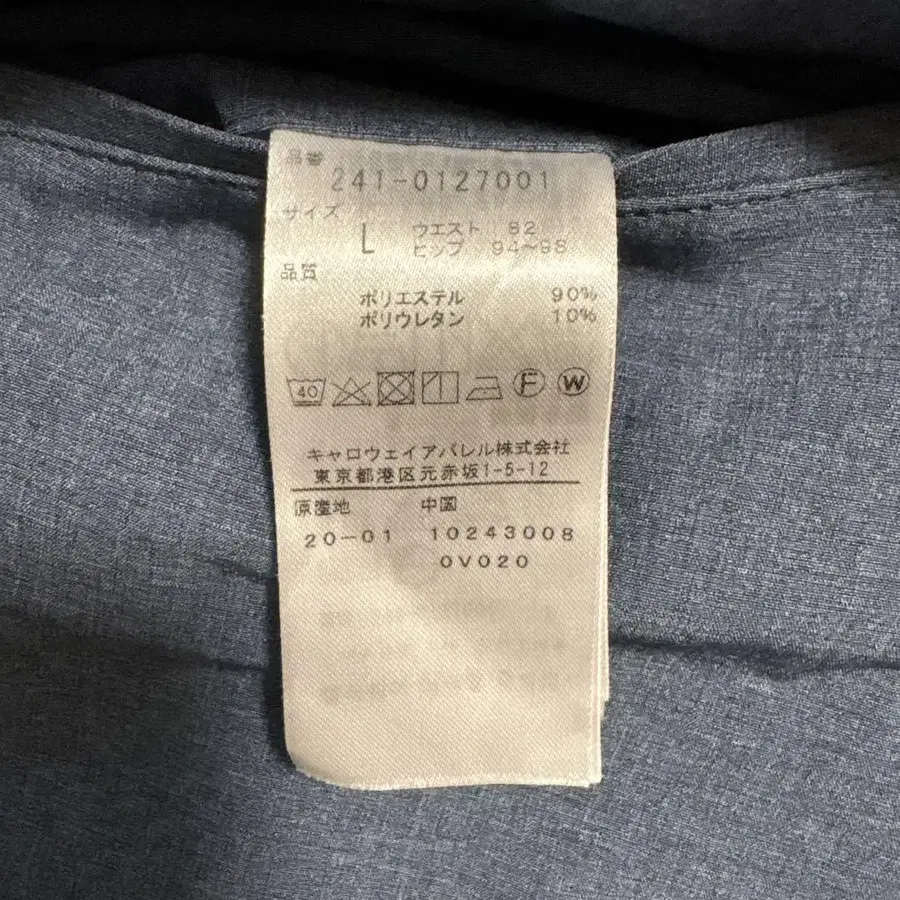 品番
241-0127001
サイズ
L ウエスト 82
ヒップ 94~98
品質
ポリエステル 90%
ポリウレタン 10%
40 F W
キャロウェイアパレル株式会社
東京都港区元赤坂1-5-12
原産地 中国
20-01 10243008
0V020